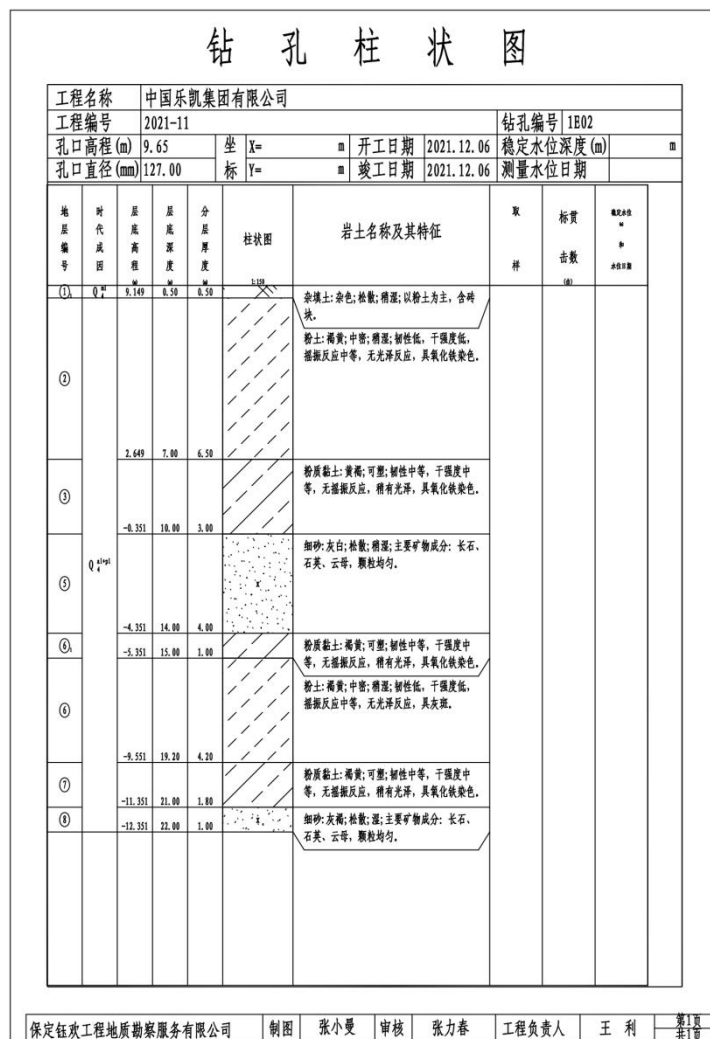 钻孔柱状图
工程名称 中国乐凯集团有限公司
工程编号 2021-11 钻孔编号 1E02
孔口高程(m) 9.65 坐 X= m 开工日期 2021.12.06 稳定水位深度(m) m
孔口直径(mm) 127.00 标 Y= m 竣工日期 2021.12.06 测量水位日期
地层编号 时代成因 层底高程(m) 层底深度(m) 分层厚度(m) 柱状图 1:150 岩土名称及其特征 取样 标贯击数(击) 稳定水位(m)和水位日期
①1 Q4ml 9.149 0.50 0.50 杂填土:杂色;松散;稍湿;以粉土为主,含砖
块。
粉土:褐黄;中密;稍湿;韧性低,干强度低,
摇振反应中等,无光泽反应,具氧化铁染色。
② 2.649 7.00 6.50
粉质黏土:黄褐;可塑;韧性中等,干强度中
等,无摇振反应,稍有光泽,具氧化铁染色。
③ -0.351 10.00 3.00
Q4al+pl
细砂:灰白;松散;稍湿;主要矿物成分:长石、
石英、云母,颗粒均匀。
⑤ -4.351 14.00 4.00
粉质黏土:褐黄;可塑;韧性中等,干强度中
等,无摇振反应,稍有光泽,具氧化铁染色。
⑥1 -5.351 15.00 1.00
粉土:褐黄;中密;稍湿;韧性低,干强度低,
摇振反应中等,无光泽反应,具灰斑。
⑥ -9.551 19.20 4.20
粉质黏土:褐黄;可塑;韧性中等,干强度中
等,无摇振反应,稍有光泽,具氧化铁染色。
⑦ -11.351 21.00 1.80
细砂:灰褐;松散;湿;主要矿物成分:长石、
石英、云母,颗粒均匀。
⑧ -12.351 22.00 1.00
保定钰欢工程地质勘察服务有限公司 制图 张小曼 审核 张力春 工程负责人 王利 第1页
共1页